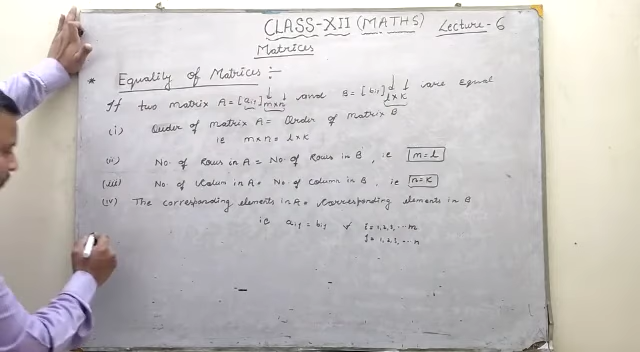 CLASS-XII (MATHS) Lecture-6
Matrices
* Equality of Matrices :-
If two matrix A = [aij] m×n and B = [bij] l×k are equal
(i) Order of matrix A = Order of matrix B
ie m×n = l×k
(ii) No. of Rows in A = No. of Rows in B, ie m=l
(iii) No. of Column in A = No. of Column in B, ie n=k
(iv) The corresponding elements in A = Corresponding elements in B
ie aij = bij ∀ i = 1, 2, 3, ... m
j = 1, 2, 3, ... n